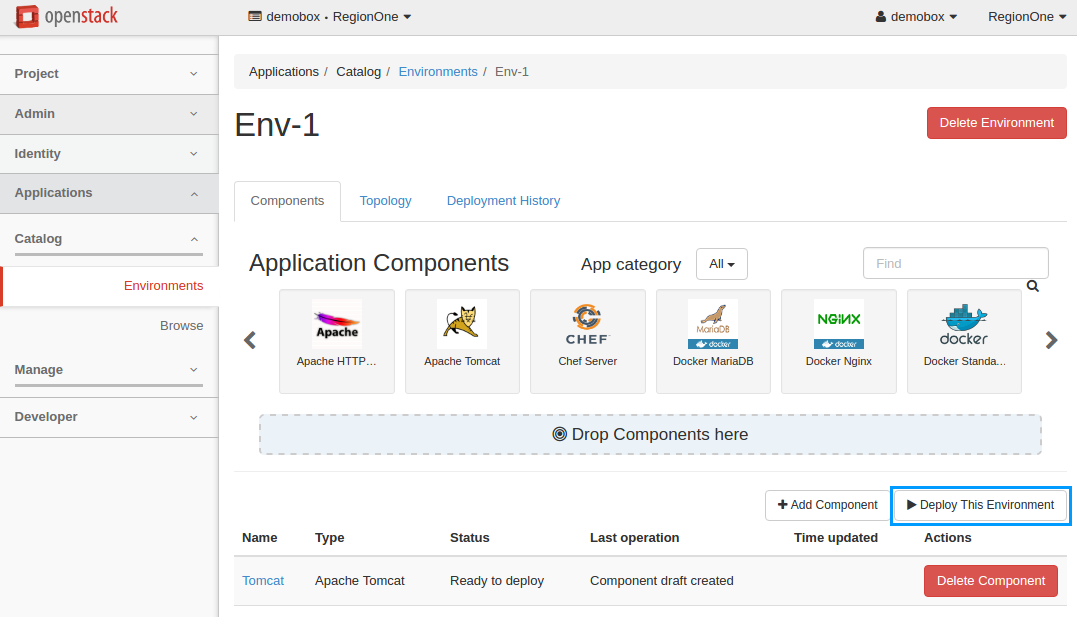 openstack
demobox • RegionOne
demobox
RegionOne
Project
Admin
Identity
Applications
Catalog
Environments
Browse
Manage
Developer
Applications / Catalog / Environments / Env-1
Env-1
Delete Environment
Components
Topology
Deployment History
Application Components
App category
All
Find
Apache
Apache HTTP…
Apache Tomcat
CHEF
Chef Server
MariaDB
docker
Docker MariaDB
NGINX
docker
Docker Nginx
docker
Docker Standa...
Drop Components here
Add Component
Deploy This Environment
Name Type Status Last operation Time updated Actions
Tomcat Apache Tomcat Ready to deploy Component draft created Delete Component